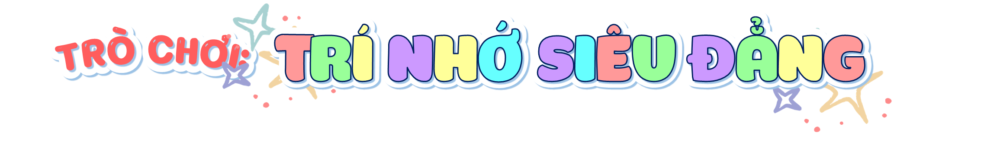 TRÒ CHƠI: TRÍ NHỚ SIÊU ĐẲNG